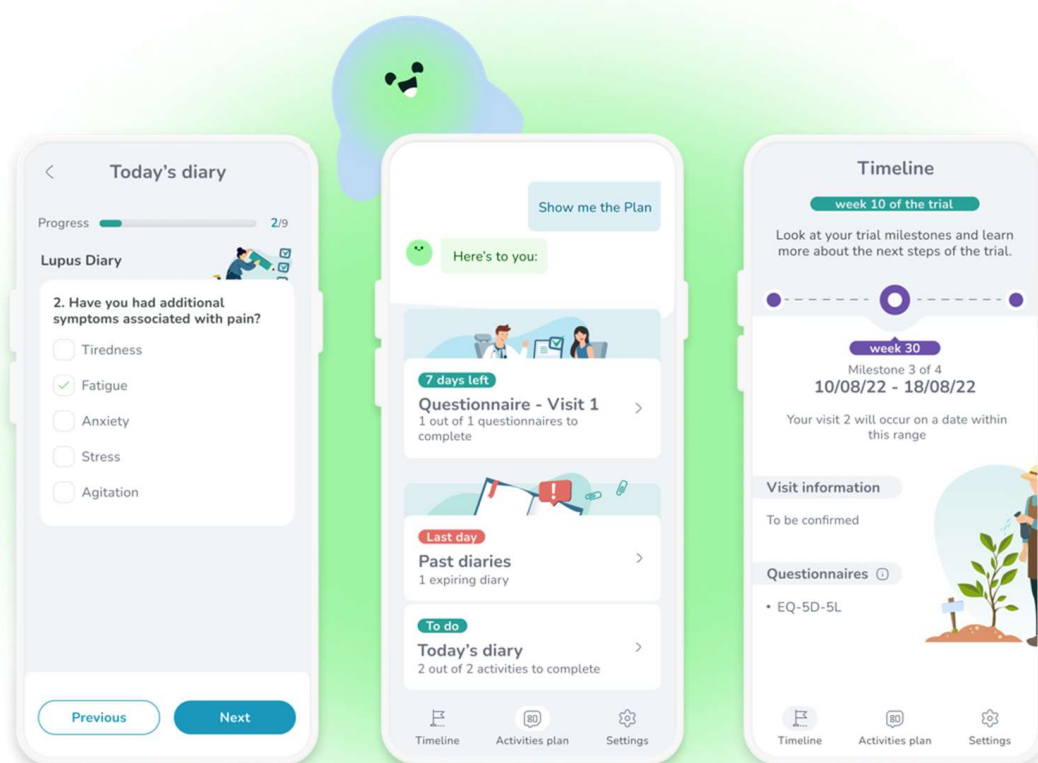 Today's diary
Progress
2/9
Lupus Diary
2. Have you had additional
symptoms associated with pain?
Tiredness
Fatigue
Anxiety
Stress
Agitation
Previous
Next
Show me the Plan
Here's to you:
7 days left
Questionnaire - Visit 1
1 out of 1 questionnaires to
complete
Last day
Past diaries
1 expiring diary
To do
Today's diary
2 out of 2 activities to complete
Timeline
Activities plan
Settings
Timeline
week 10 of the trial
Look at your trial milestones and learn
more about the next steps of the trial.
week 30
Milestone 3 of 4
10/08/22 - 18/08/22
Your visit 2 will occur on a date within
this range
Visit information
To be confirmed
Questionnaires
• EQ-5D-5L
Timeline
Activities plan
Settings